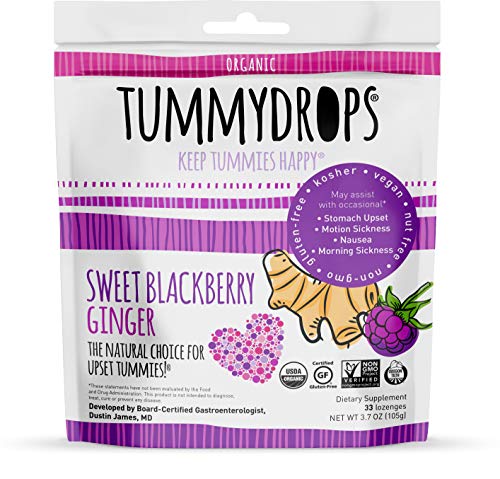 ORGANIC
TUMMYDROPS®
KEEP TUMMIES HAPPY®
gluten-free • kosher • vegan • nut free • non-gmo •
May assist
with occasional*
• Stomach Upset
• Motion Sickness
• Nausea
• Morning Sickness
SWEET BLACKBERRY
GINGER
THE NATURAL CHOICE FOR
UPSET TUMMIES!®
*These statements have not been evaluated by the Food
and Drug Administration. This product is not intended to diagnose,
treat, cure or prevent any disease.
Developed by Board-Certified Gastroenterologist,
Dustin James, MD
USDA
ORGANIC
Certified
GF
Gluten-Free
NON
GMO
Project
VERIFIED
OREGON
TILTH
Dietary Supplement
33 lozenges
NET WT 3.7 OZ (105g)